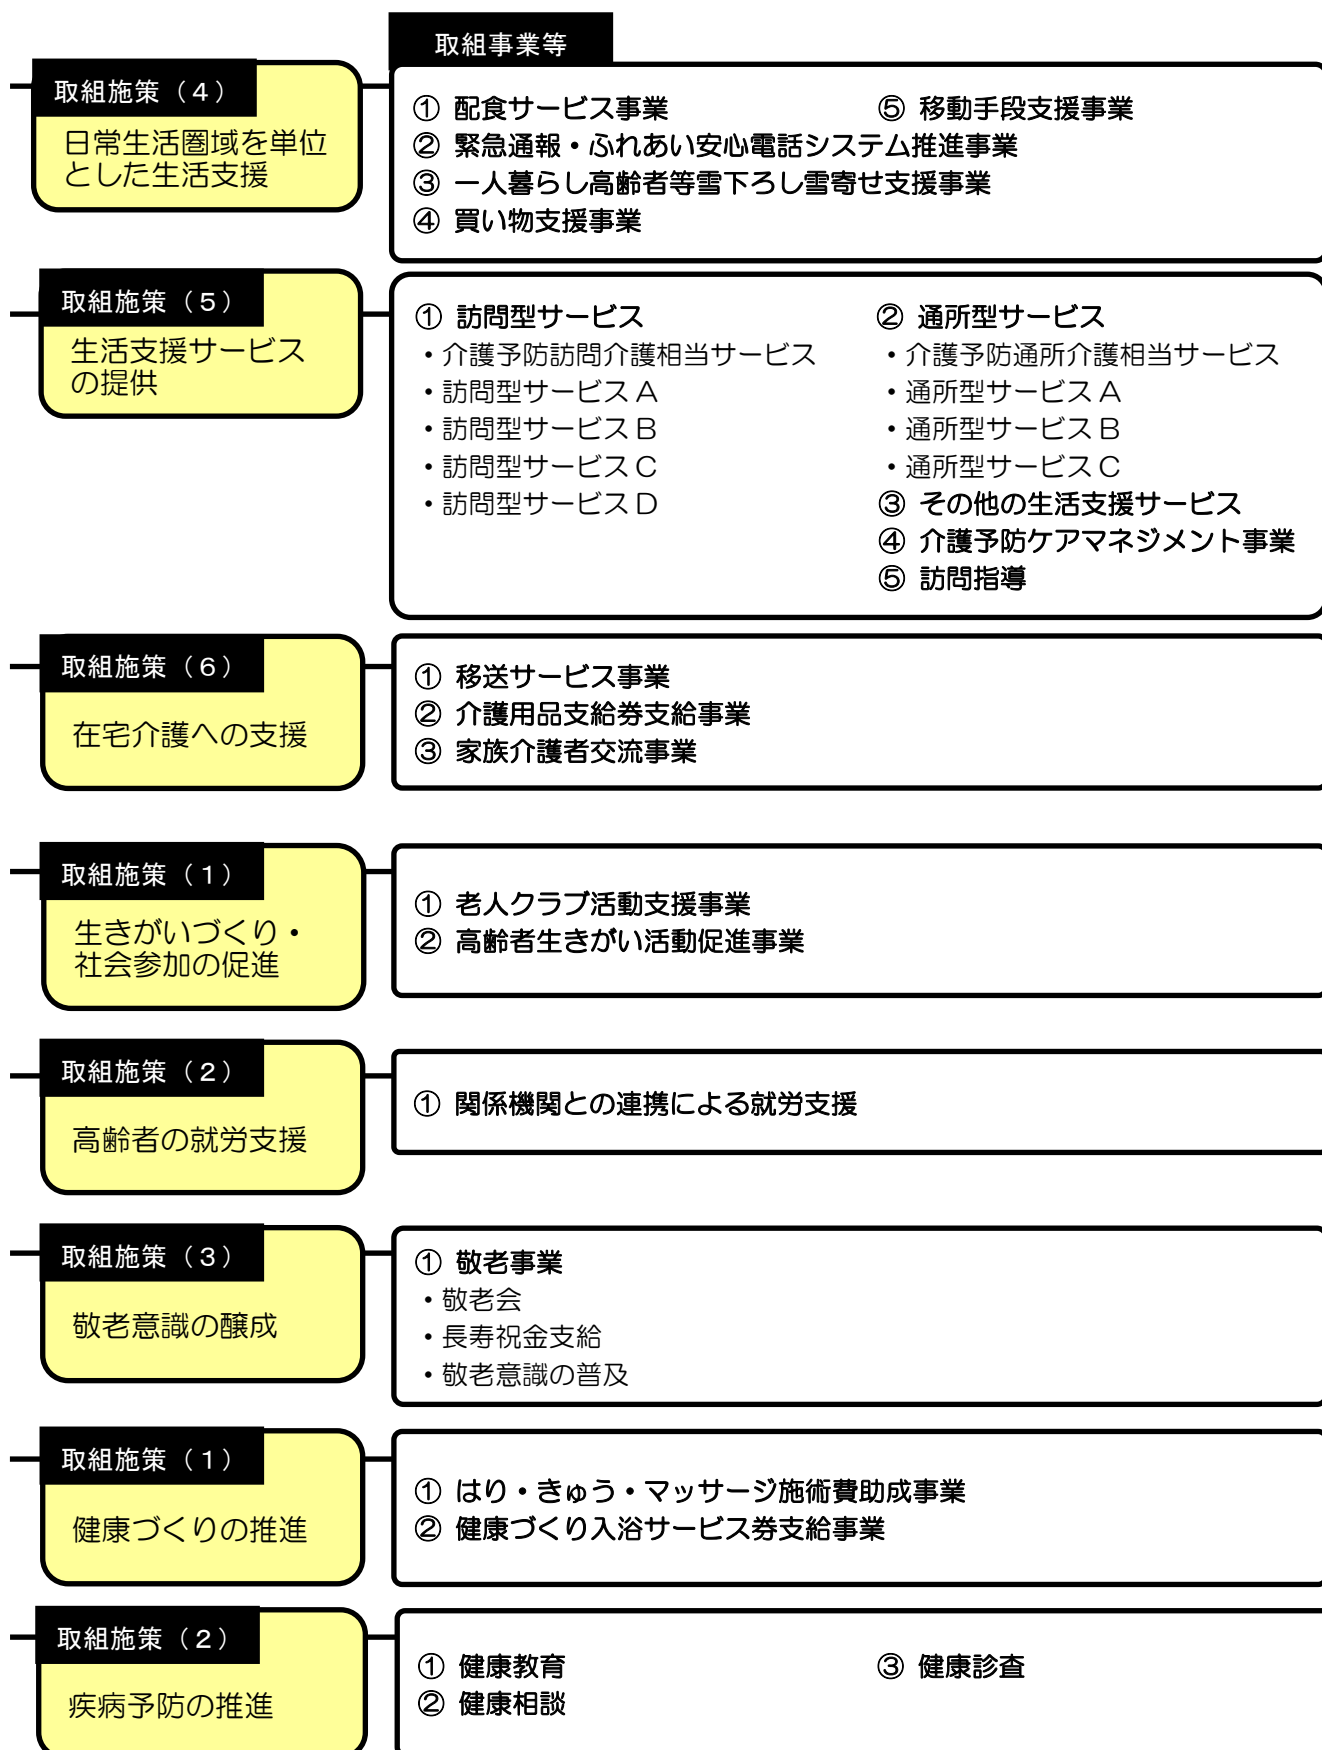 取組事業等
取組施策（４）
日常生活圏域を単位
とした生活支援
① 配食サービス事業
⑤ 移動手段支援事業
② 緊急通報・ふれあい安心電話システム推進事業
③ 一人暮らし高齢者等雪下ろし雪寄せ支援事業
④ 買い物支援事業
取組施策（５）
生活支援サービス
の提供
① 訪問型サービス
・介護予防訪問介護相当サービス
・訪問型サービスＡ
・訪問型サービスＢ
・訪問型サービスＣ
・訪問型サービスＤ
② 通所型サービス
・介護予防通所介護相当サービス
・通所型サービスＡ
・通所型サービスＢ
・通所型サービスＣ
③ その他の生活支援サービス
④ 介護予防ケアマネジメント事業
⑤ 訪問指導
取組施策（６）
在宅介護への支援
① 移送サービス事業
② 介護用品支給券支給事業
③ 家族介護者交流事業
取組施策（１）
生きがいづくり・
社会参加の促進
① 老人クラブ活動支援事業
② 高齢者生きがい活動促進事業
取組施策（２）
高齢者の就労支援
① 関係機関との連携による就労支援
取組施策（３）
敬老意識の醸成
① 敬老事業
・敬老会
・長寿祝金支給
・敬老意識の普及
取組施策（１）
健康づくりの推進
① はり・きゅう・マッサージ施術費助成事業
② 健康づくり入浴サービス券支給事業
取組施策（２）
疾病予防の推進
① 健康教育
② 健康相談
③ 健康診査